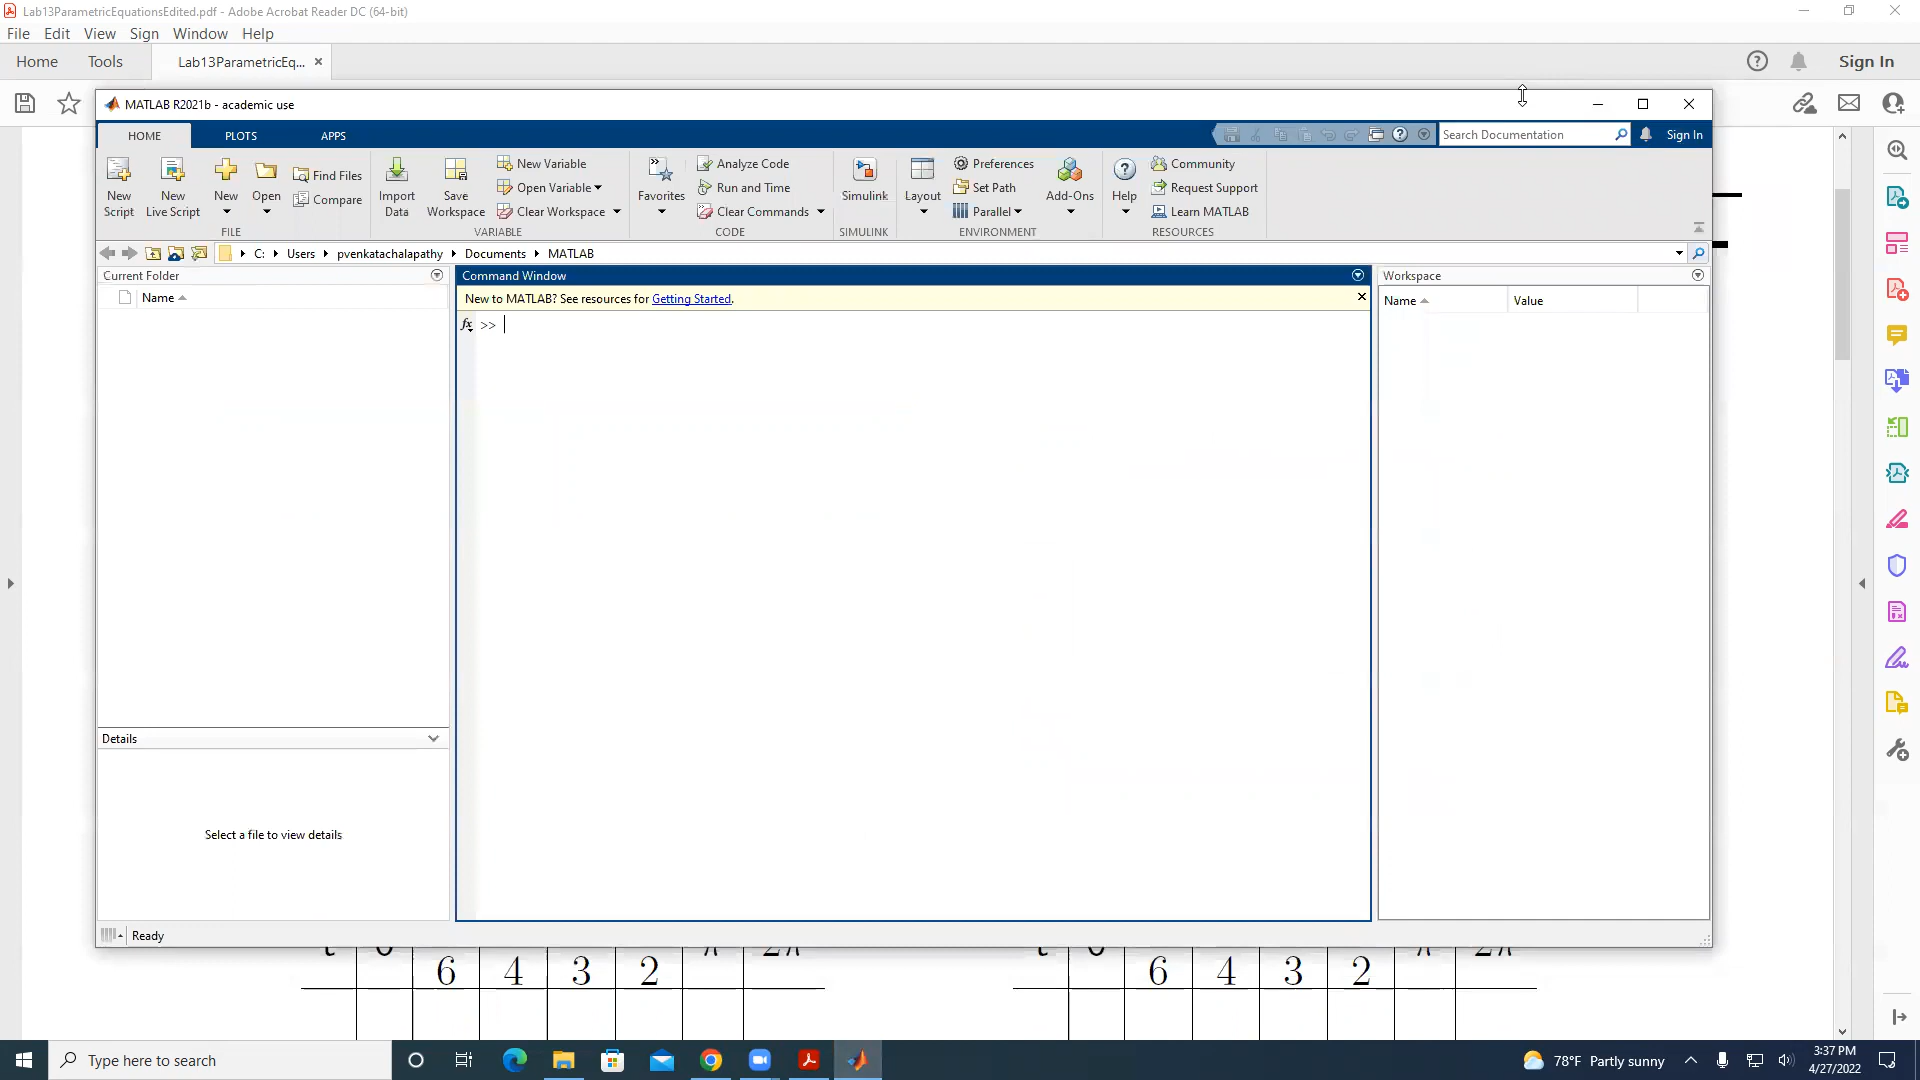 Lab13ParametricEquationsEdited.pdf - Adobe Acrobat Reader DC (64-bit)
File Edit View Sign Window Help
Home Tools Lab13ParametricEq... Sign In
MATLAB R2021b - academic use
HOME PLOTS APPS Search Documentation Sign In
New Script
New Live Script
New
Open
Find Files
Compare
FILE
Import Data
Save Workspace
New Variable
Open Variable
Clear Workspace
VARIABLE
Favorites
Analyze Code
Run and Time
Clear Commands
CODE
Simulink
SIMULINK
Layout
Preferences
Set Path
Parallel
Add-Ons
ENVIRONMENT
Help
Community
Request Support
Learn MATLAB
RESOURCES
C: Users pvenkatachalapathy Documents MATLAB
Current Folder
Name
Command Window
New to MATLAB? See resources for Getting Started.
fx >>
Workspace
Name Value
Details
Select a file to view details
Ready
6 4 3 2 6 4 3 2
Type here to search
78°F Partly sunny
3:37 PM
4/27/2022